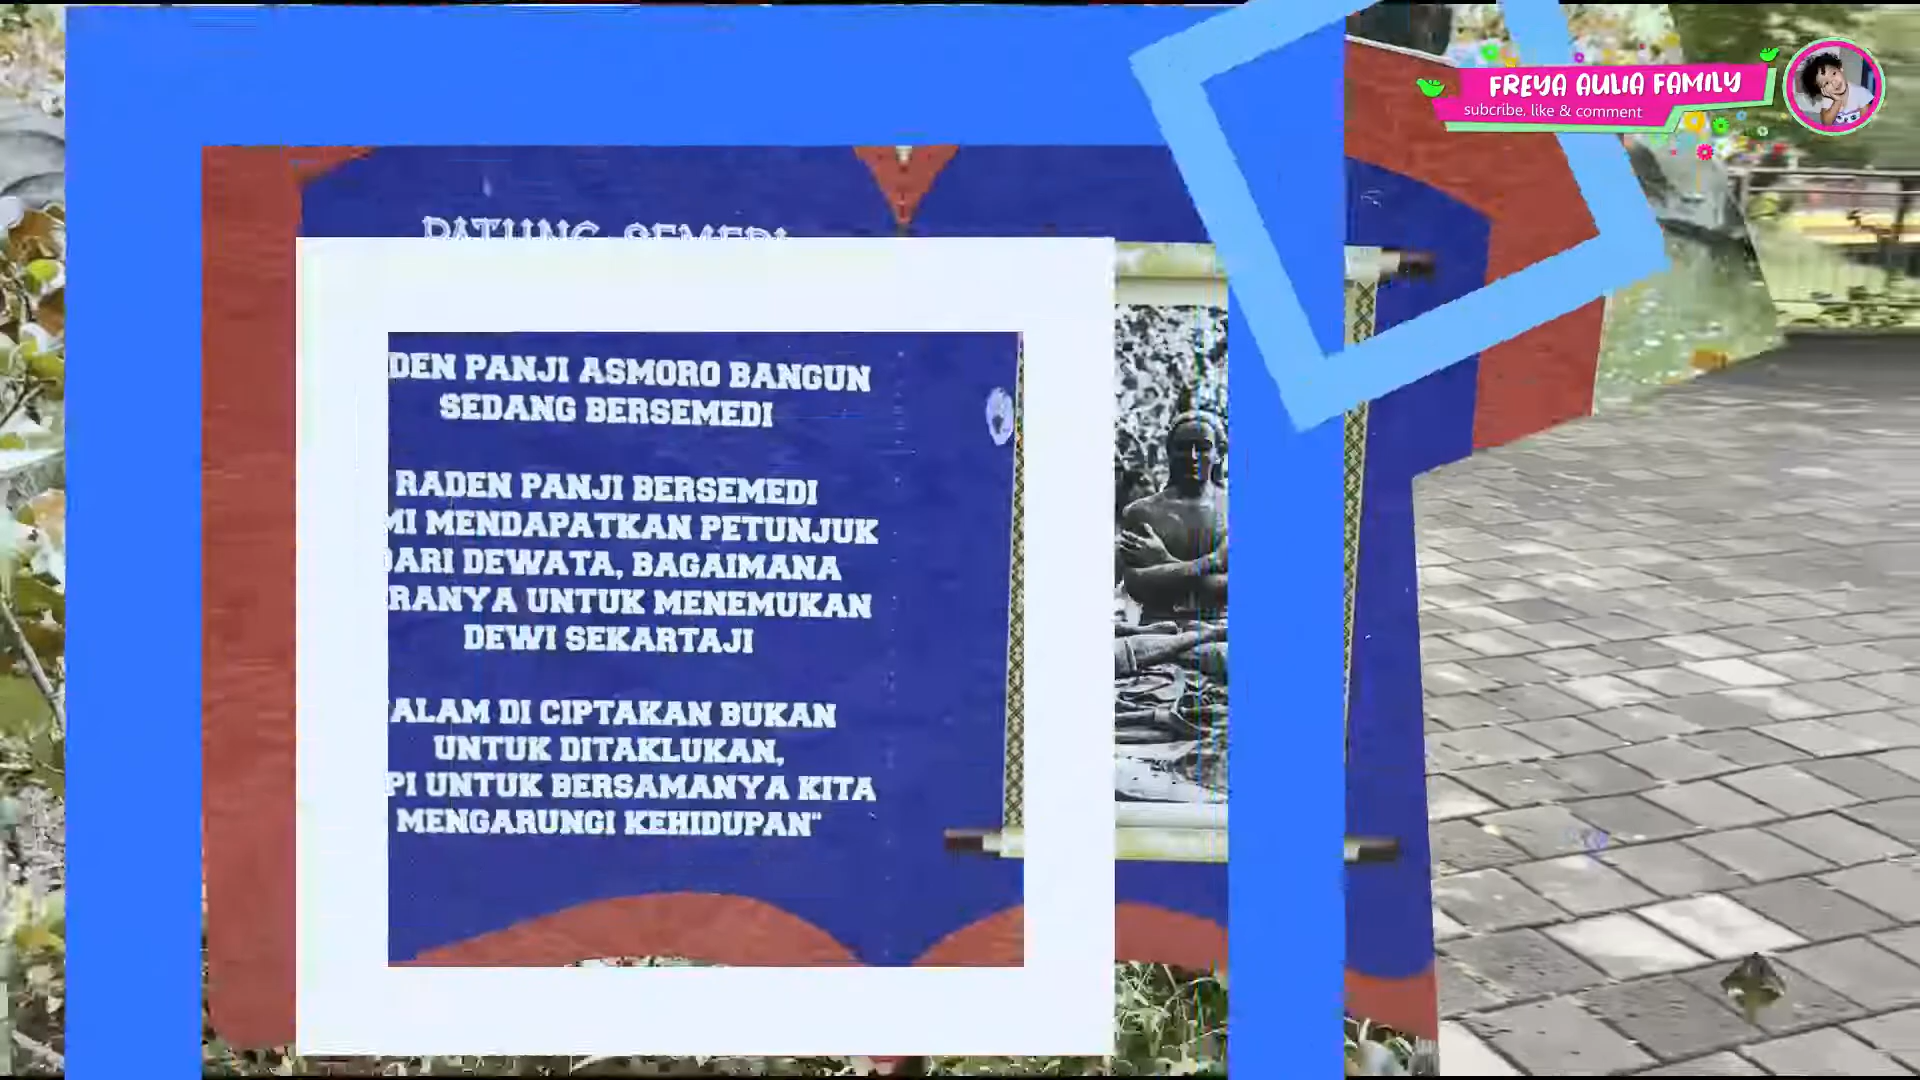 FREYA AULIA FAMILY
subcribe, like & comment
PATUNG SEMEDI
DEN PANJI ASMORO BANGUN
SEDANG BERSEMEDI
RADEN PANJI BERSEMEDI
MI MENDAPATKAN PETUNJUK
DARI DEWATA, BAGAIMANA
RANYA UNTUK MENEMUKAN
DEWI SEKARTAJI
ALAM DI CIPTAKAN BUKAN
UNTUK DITAKLUKAN,
PI UNTUK BERSAMANYA KITA
MENGARUNGI KEHIDUPAN"